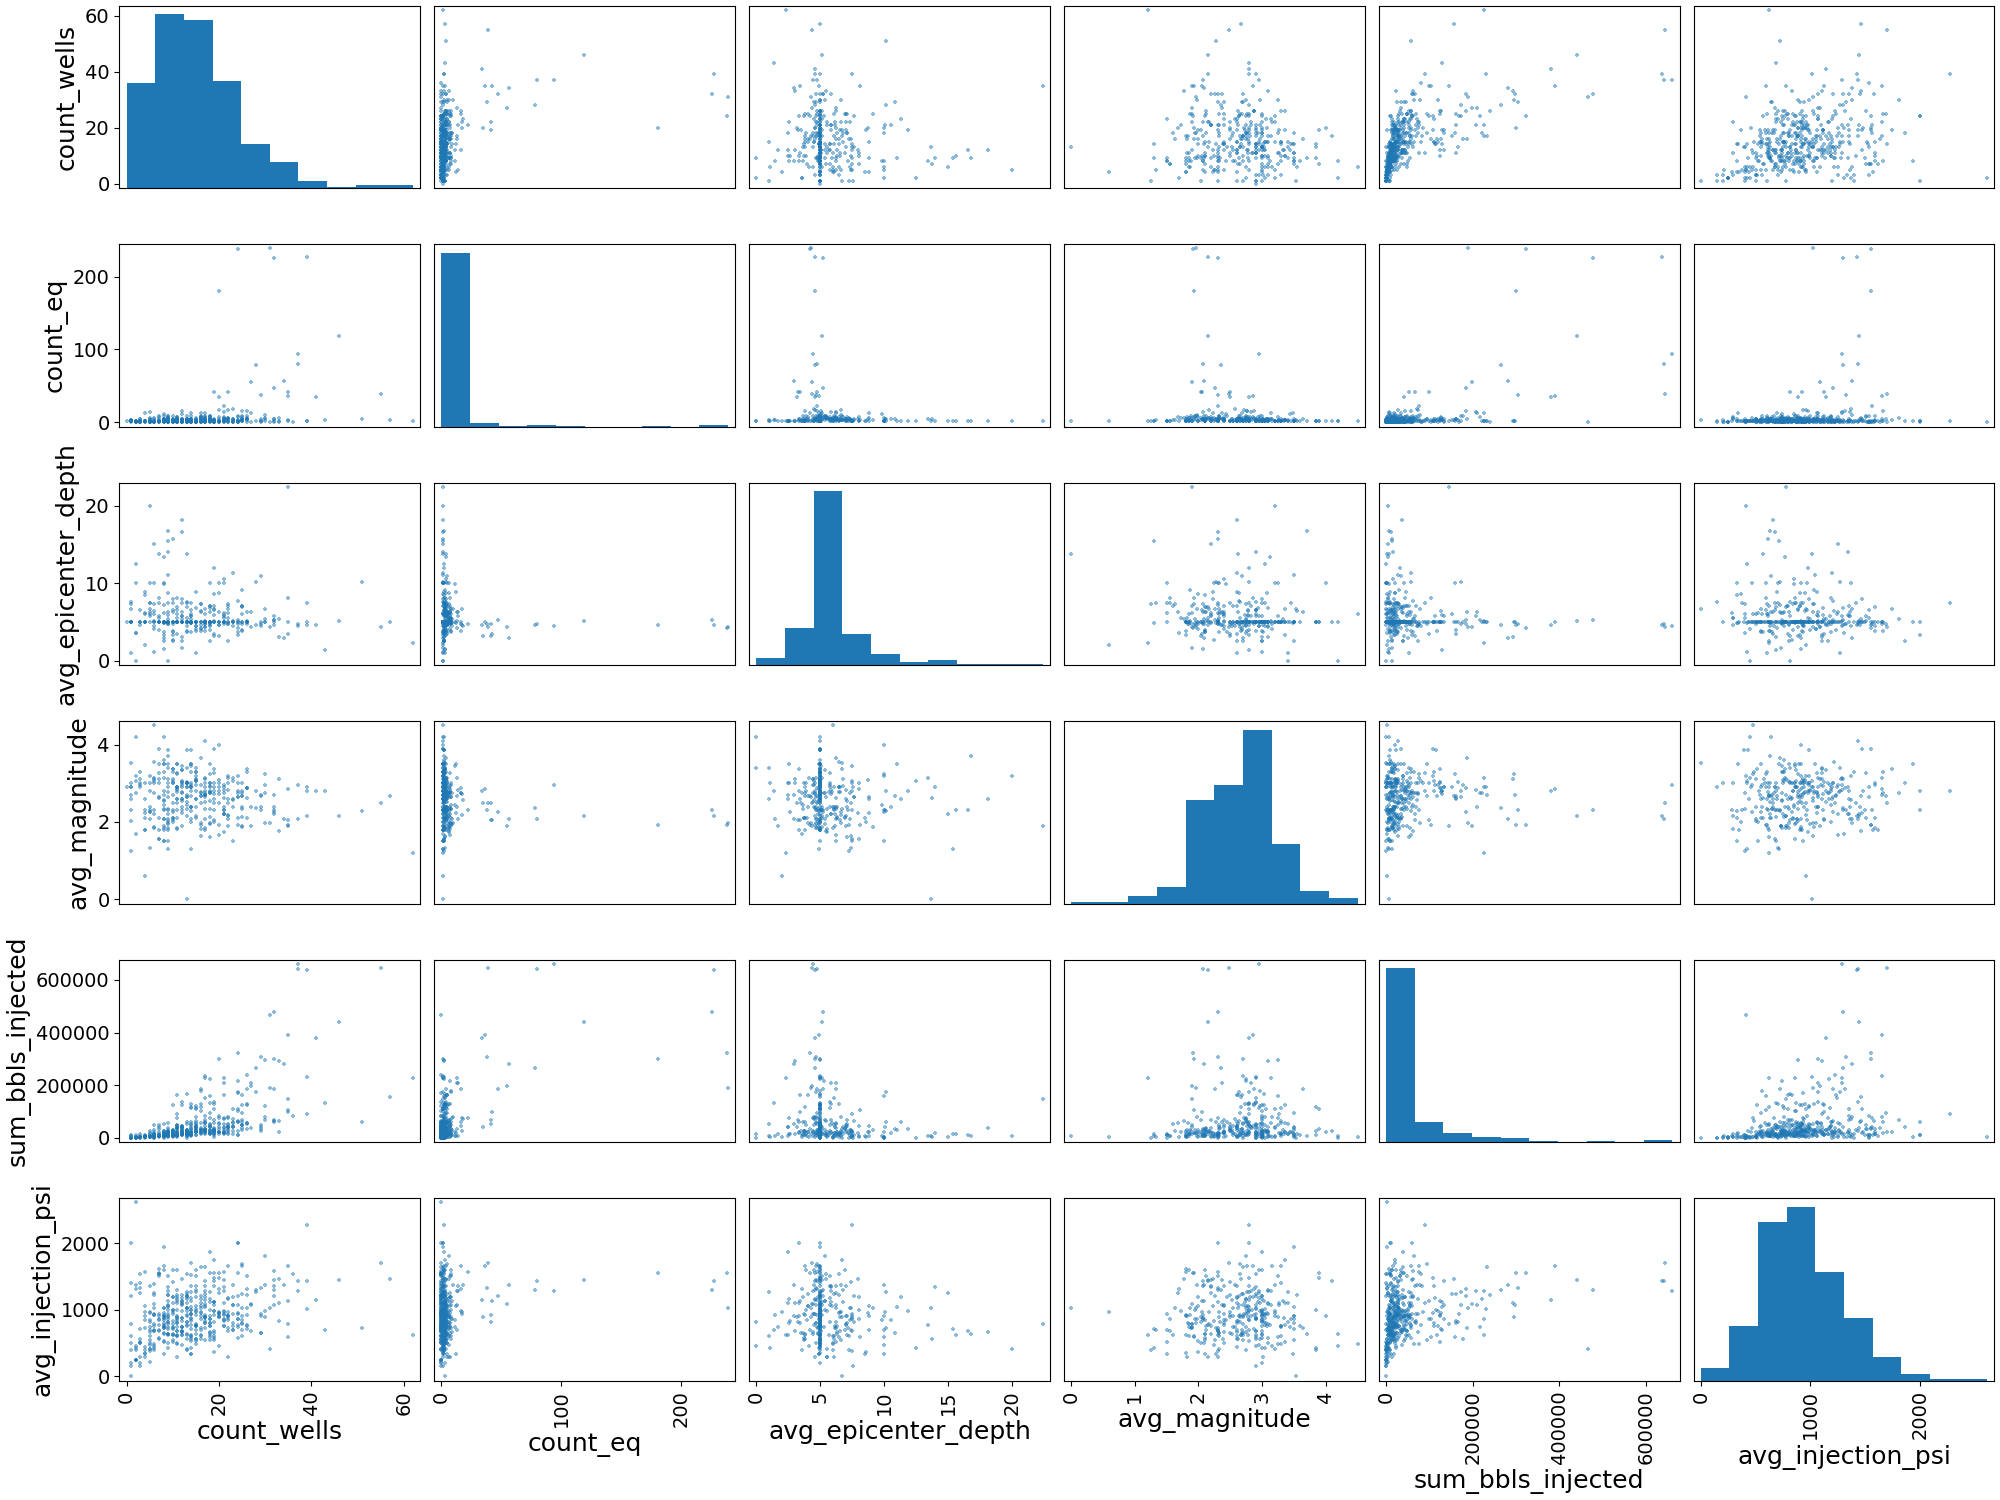 count_wells
60
40
20
0
count_eq
200
100
0
avg_epicenter_depth
20
10
0
avg_magnitude
4
2
0
sum_bbls_injected
600000
400000
200000
0
avg_injection_psi
2000
1000
0
0 20 40 60
0 100 200
0 5 10 15 20
0 1 2 3 4
0 200000 400000 600000
0 1000 2000
count_wells
count_eq
avg_epicenter_depth
avg_magnitude
sum_bbls_injected
avg_injection_psi